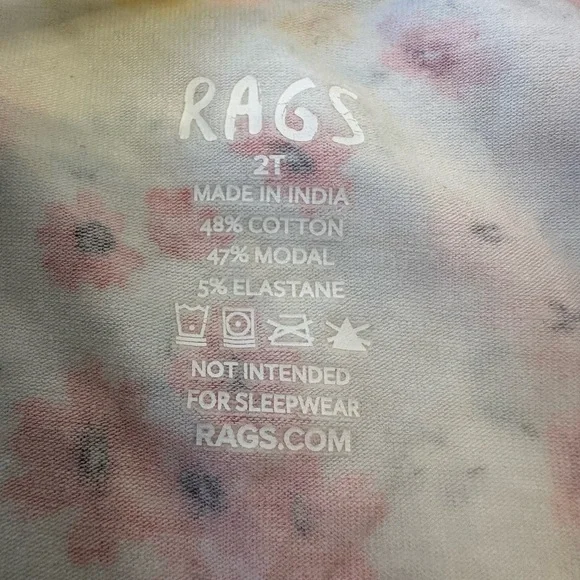 RAGS
2T
MADE IN INDIA
48% COTTON
47% MODAL
5% ELASTANE
NOT INTENDED
FOR SLEEPWEAR
RAGS.COM